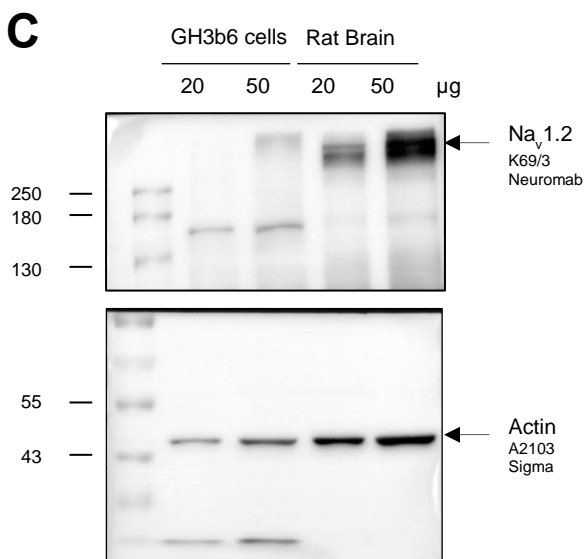 C
GH3b6 cells Rat Brain
20 50 20 50 µg
Nav1.2
K69/3
Neuromab
250
180
130
55
43
Actin
A2103
Sigma